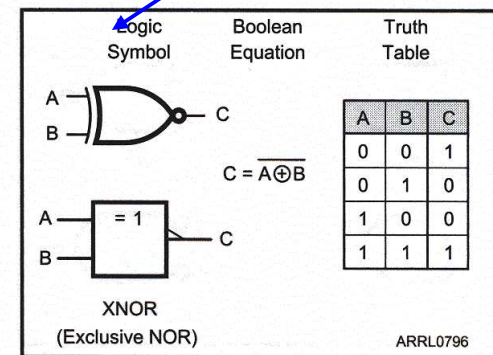 Logic Symbol
Boolean Equation
Truth Table
A
B
C
C = \overline{A⊕B}
A B C
0 0 1
0 1 0
1 0 0
1 1 1
A
B
= 1
C
XNOR
(Exclusive NOR)
ARRL0796